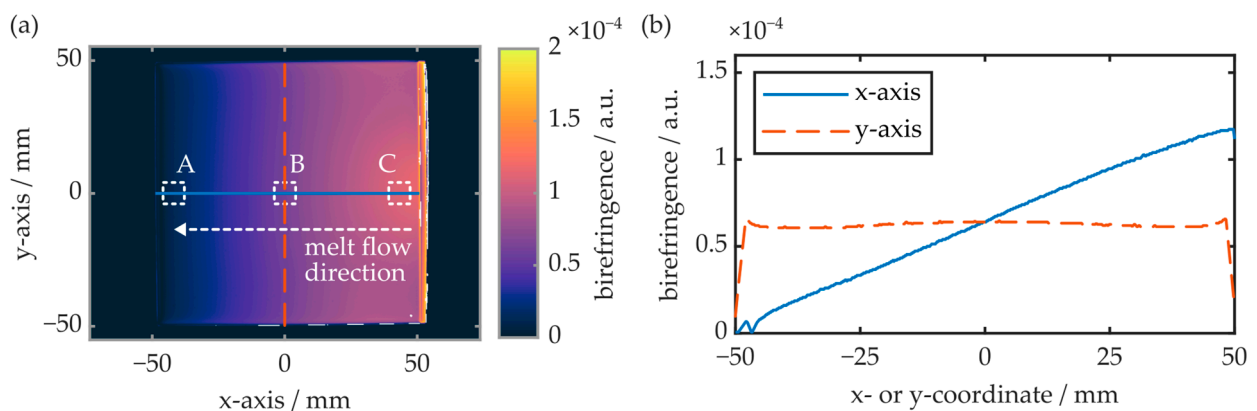 (a)
50
0
−50
y-axis / mm
A
B
C
melt flow
direction
−50
0
50
x-axis / mm
×10⁻⁴
2
1.5
1
0.5
0
birefringence / a.u.
(b)
×10⁻⁴
1.5
1
0.5
0
birefringence / a.u.
x-axis
y-axis
−50
−25
0
25
50
x- or y-coordinate / mm